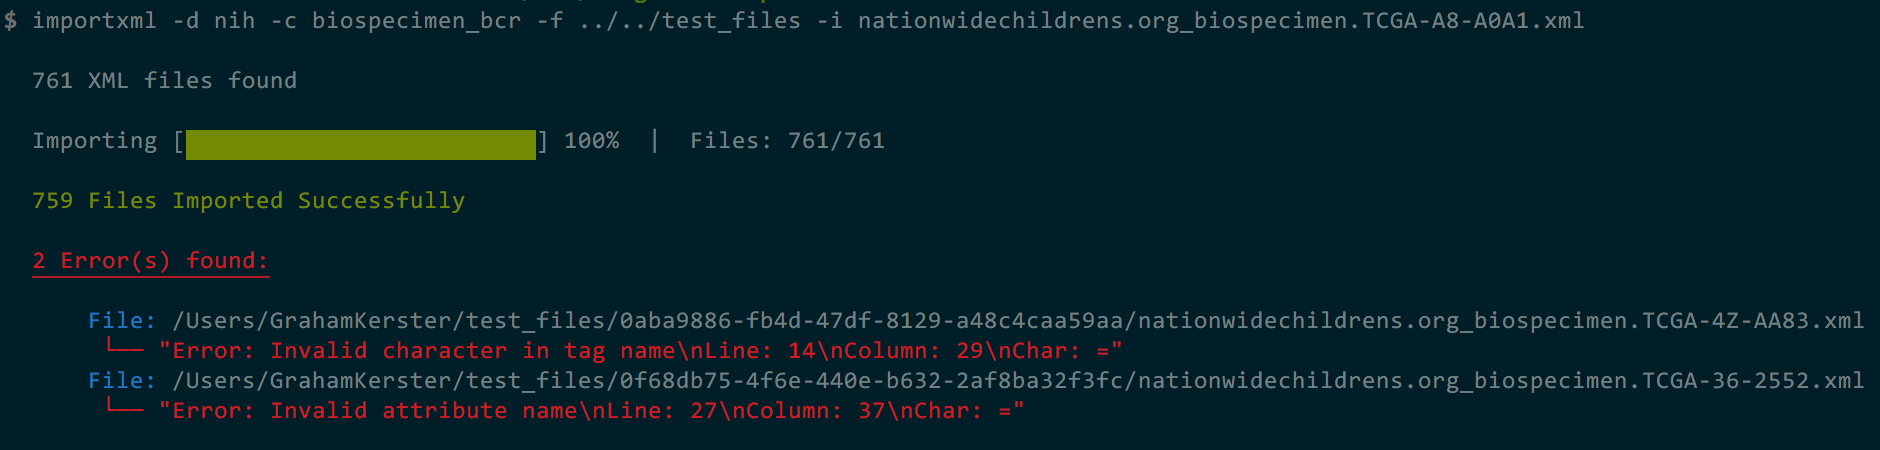 $ importxml -d nih -c biospecimen_bcr -f ../../test_files -i nationwidechildrens.org_biospecimen.TCGA-A8-A0A1.xml
761 XML files found
Importing [] 100% | Files: 761/761
759 Files Imported Successfully
2 Error(s) found:
File: /Users/GrahamKerster/test_files/0aba9886-fb4d-47df-8129-a48c4caa59aa/nationwidechildrens.org_biospecimen.TCGA-4Z-AA83.xml
└── "Error: Invalid character in tag name\nLine: 14\nColumn: 29\nChar: ="
File: /Users/GrahamKerster/test_files/0f68db75-4f6e-440e-b632-2af8ba32f3fc/nationwidechildrens.org_biospecimen.TCGA-36-2552.xml
└── "Error: Invalid attribute name\nLine: 27\nColumn: 37\nChar: ="